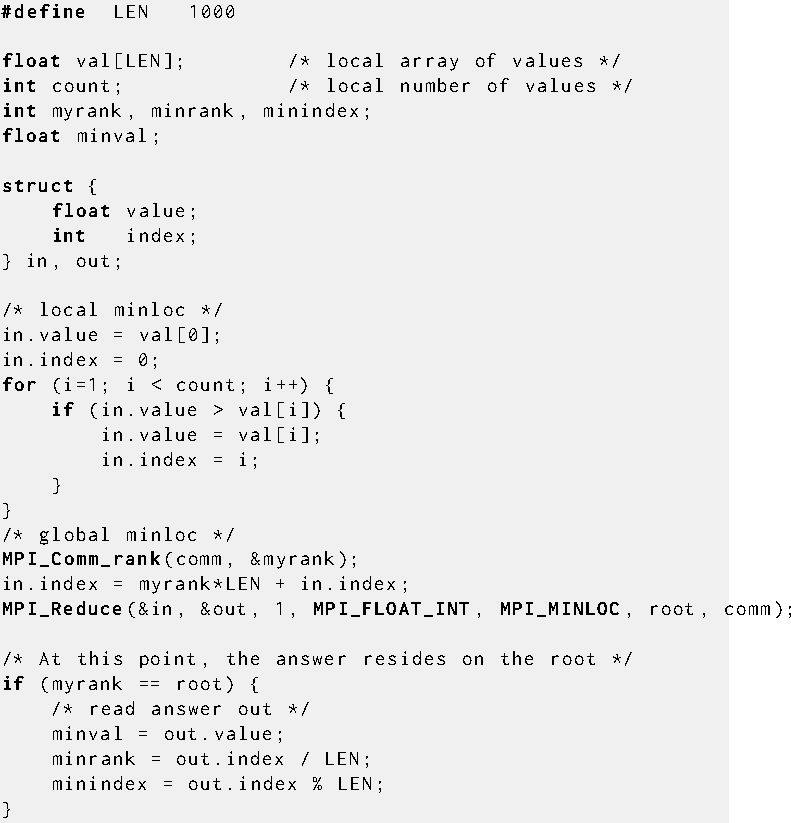 #define  LEN   1000
float val[LEN];        /* local array of values */
int count;             /* local number of values */
int myrank, minrank, minindex;
float minval;
struct {
    float value;
    int   index;
} in, out;
/* local minloc */
in.value = val[0];
in.index = 0;
for (i=1; i < count; i++) {
    if (in.value > val[i]) {
        in.value = val[i];
        in.index = i;
    }
}
/* global minloc */
MPI_Comm_rank(comm, &myrank);
in.index = myrank*LEN + in.index;
MPI_Reduce(&in, &out, 1, MPI_FLOAT_INT, MPI_MINLOC, root, comm);
/* At this point, the answer resides on the root */
if (myrank == root) {
    /* read answer out */
    minval = out.value;
    minrank = out.index / LEN;
    minindex = out.index % LEN;
}